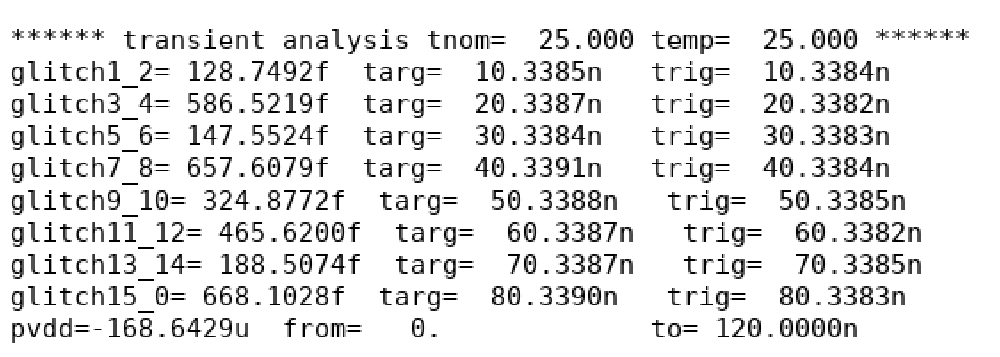 ****** transient analysis tnom=  25.000 temp=  25.000 ******
glitch1_2= 128.7492f  targ=  10.3385n   trig=  10.3384n
glitch3_4= 586.5219f  targ=  20.3387n   trig=  20.3382n
glitch5_6= 147.5524f  targ=  30.3384n   trig=  30.3383n
glitch7_8= 657.6079f  targ=  40.3391n   trig=  40.3384n
glitch9_10= 324.8772f  targ=  50.3388n   trig=  50.3385n
glitch11_12= 465.6200f  targ=  60.3387n   trig=  60.3382n
glitch13_14= 188.5074f  targ=  70.3387n   trig=  70.3385n
glitch15_0= 668.1028f  targ=  80.3390n   trig=  80.3383n
pvdd=-168.6429u  from=   0.             to= 120.0000n